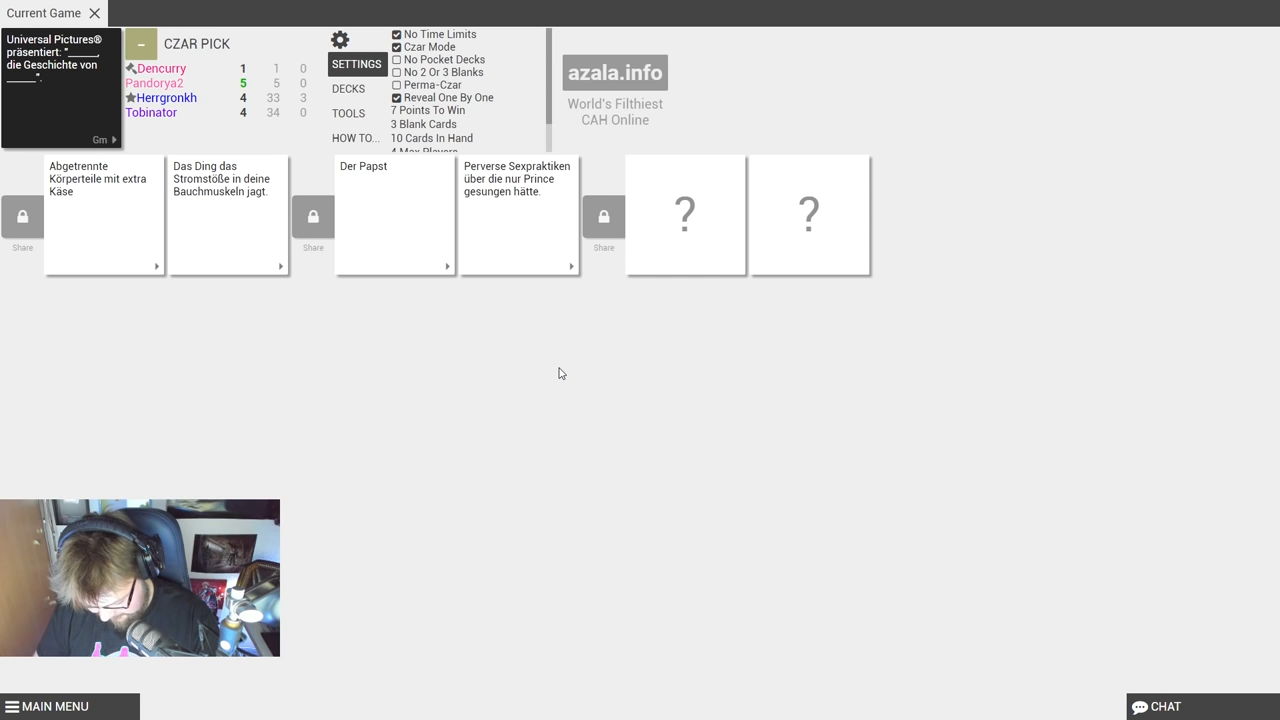 Current Game
Universal Pictures®
präsentiert: "______,
die Geschichte von
______".
Gm
–
CZAR PICK
Dencurry 1 1 0
Pandorya2 5 5 0
Herrgronkh 4 33 3
Tobinator 4 34 0
SETTINGS
DECKS
TOOLS
HOW TO...
No Time Limits
Czar Mode
No Pocket Decks
No 2 Or 3 Blanks
Perma-Czar
Reveal One By One
7 Points To Win
3 Blank Cards
10 Cards In Hand
4 Max Players
azala.info
World's Filthiest
CAH Online
Share
Abgetrennte
Körperteile mit extra
Käse
Das Ding das
Stromstöße in deine
Bauchmuskeln jagt.
Share
Der Papst
Perverse Sexpraktiken
über die nur Prince
gesungen hätte.
Share
?
?
MAIN MENU
CHAT